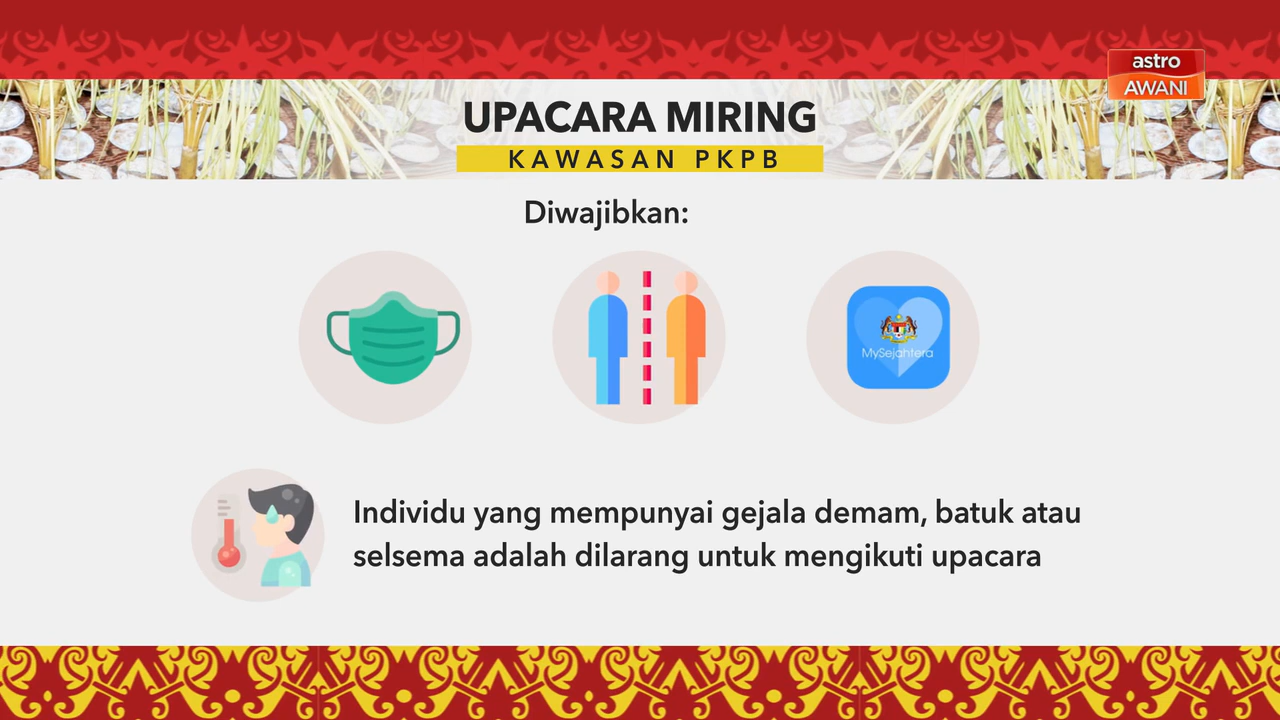 astro
AWANI
UPACARA MIRING
KAWASAN PKPB
Diwajibkan:
MySejahtera
Individu yang mempunyai gejala demam, batuk atau
selsema adalah dilarang untuk mengikuti upacara